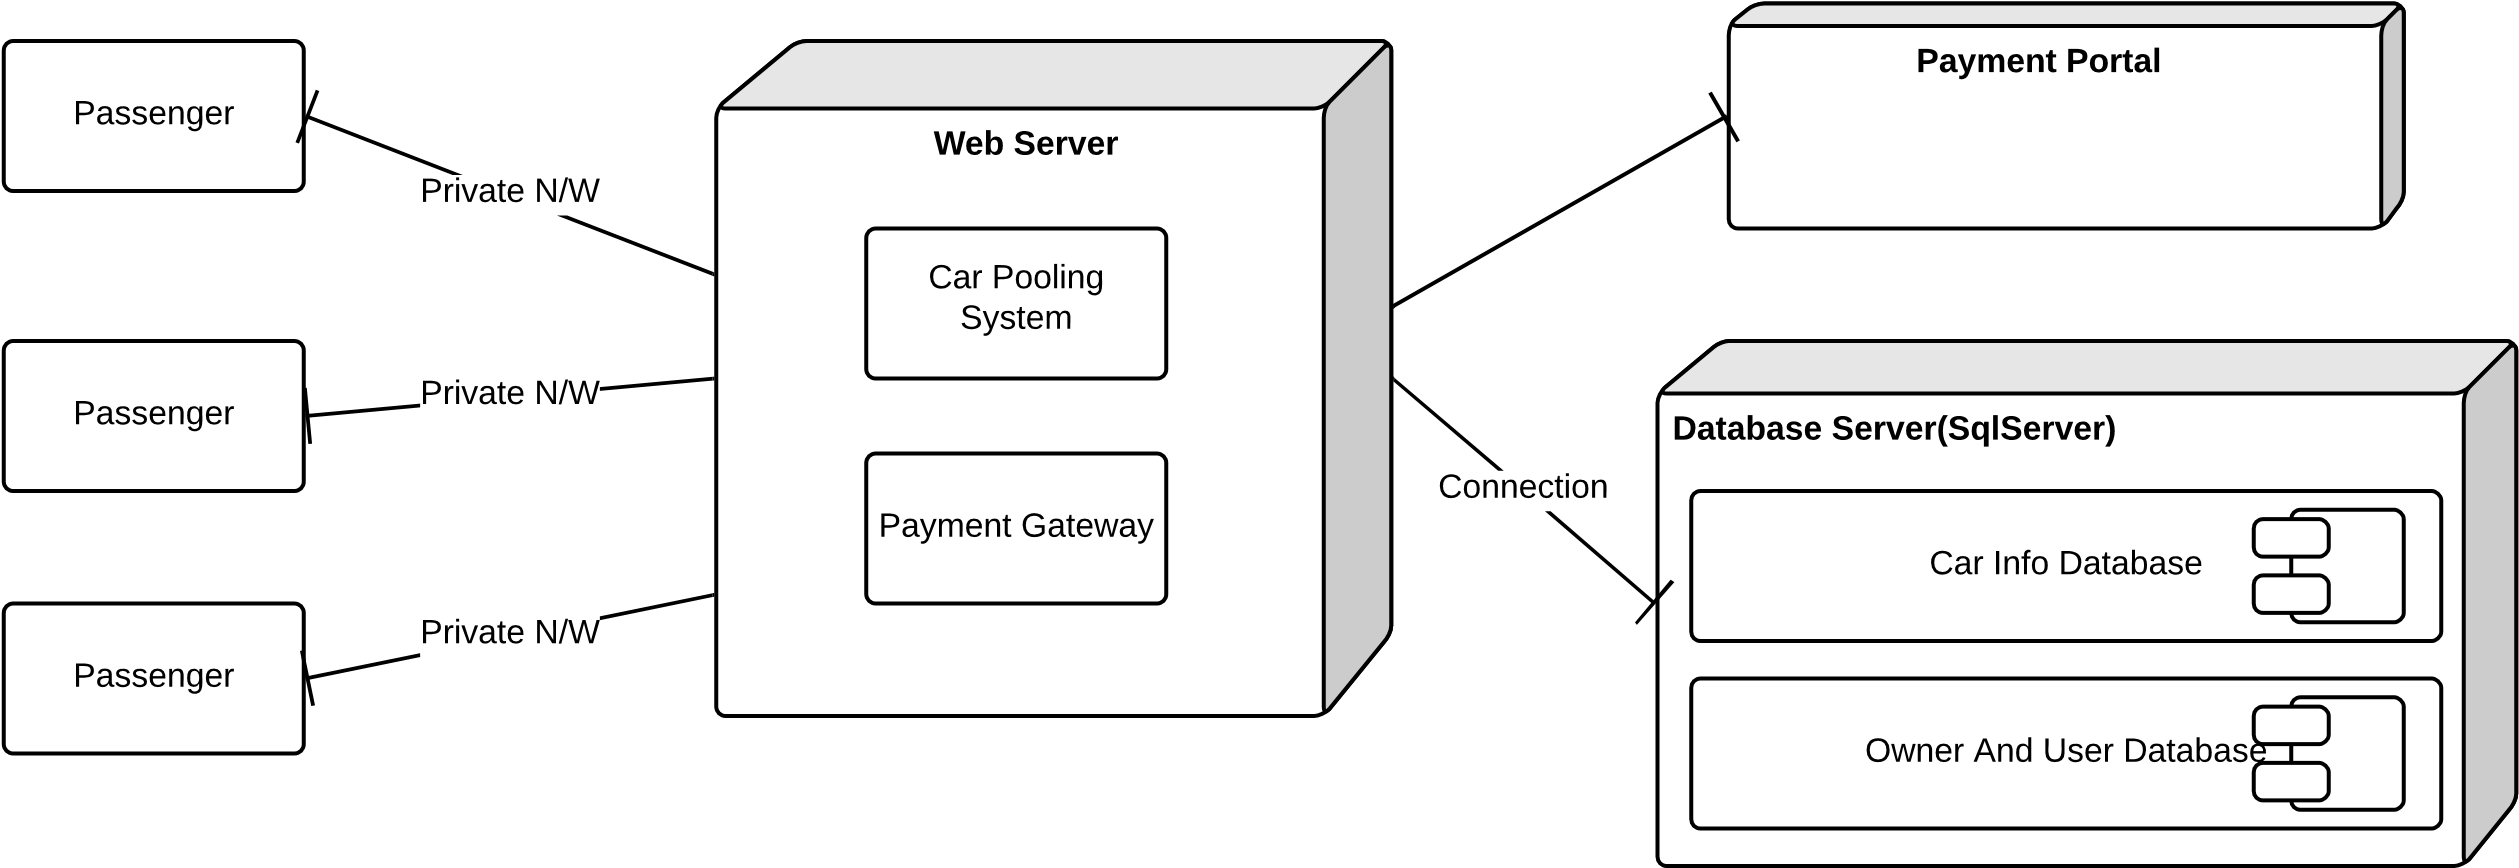 Passenger
Private N/W
Passenger
Private N/W
Passenger
Private N/W
Web Server
Car Pooling
System
Payment Gateway
Payment Portal
Connection
Database Server(SqlServer)
Car Info Database
Owner And User Database